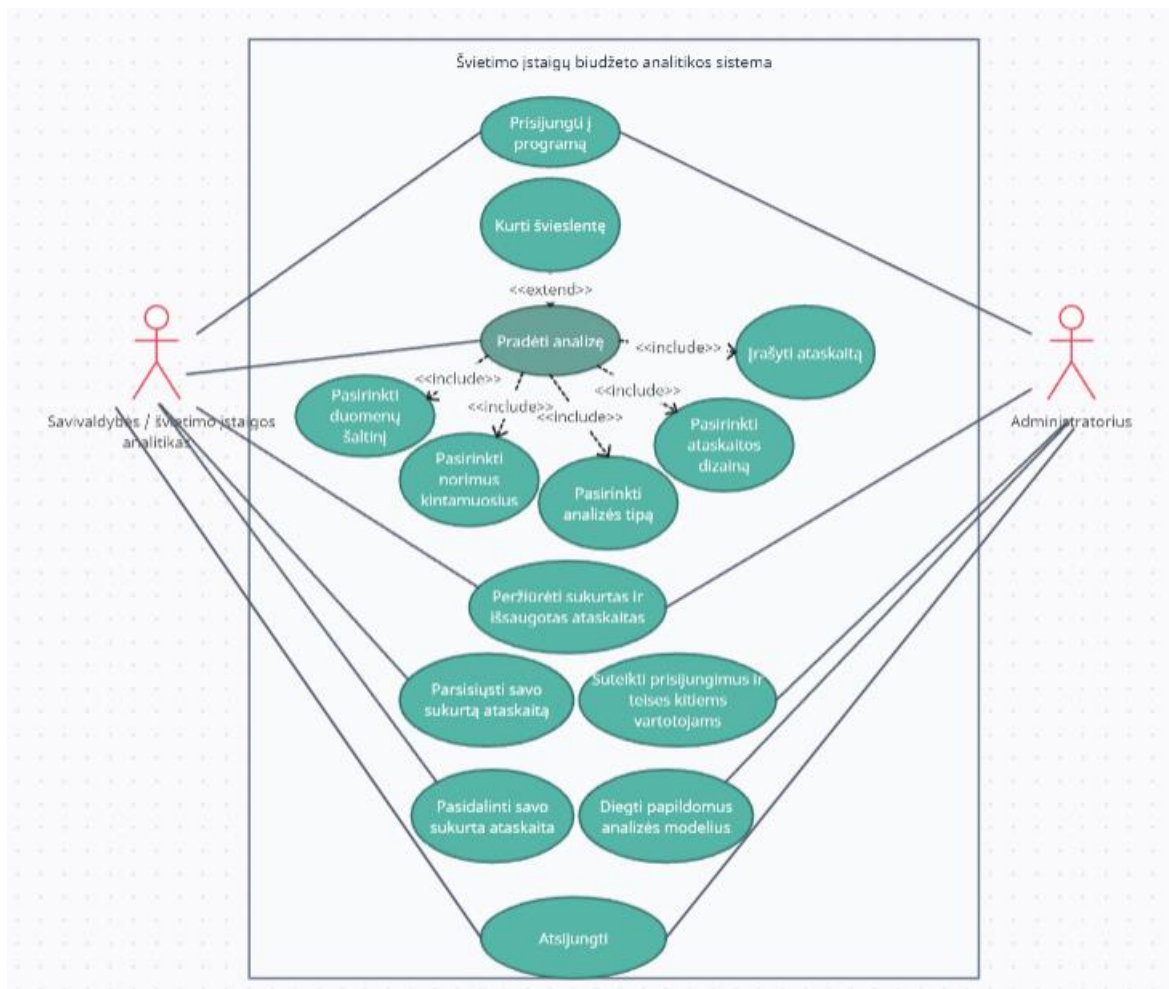 Švietimo įstaigų biudžeto analitikos sistema
Prisijungti į
programą
Kurti švieslentę
<<extend>>
Pradėti analizę
<<include>>
Įrašyti ataskaitą
<<include>>
Pasirinkti
duomenų
šaltinį
<<include>>
Pasirinkti
norimus
kintamuosius
<<include>>
Pasirinkti
analizės tipą
<<include>>
Pasirinkti
ataskaitos
dizainą
Savivaldybės / švietimo įstaigos
analitikas
Administratorius
Peržiūrėti sukurtas ir
išsaugotas ataskaitas
Parsisiųsti savo
sukurtą ataskaitą
Suteikti prisijungimus ir
teises kitiems
vartotojams
Pasidalinti savo
sukurta ataskaita
Diegti papildomus
analizės modelius
Atsijungti